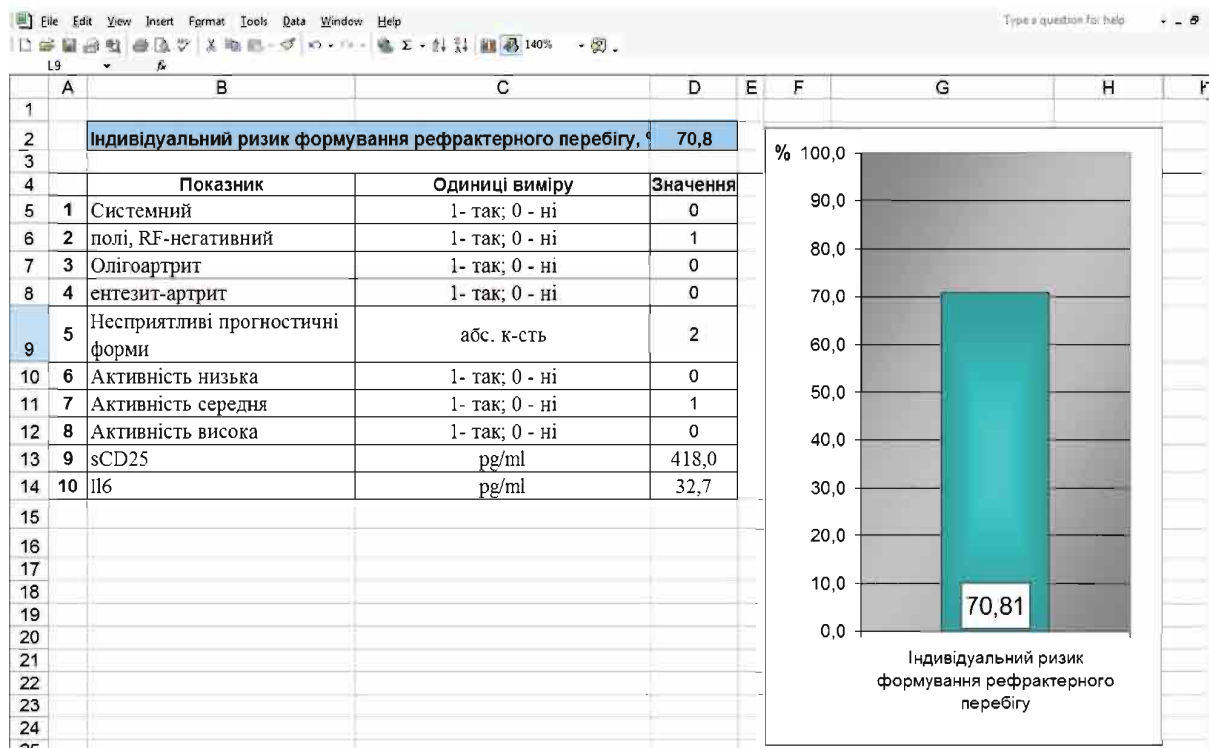 File Edit View Insert Format Tools Data Window Help Type a question for help
140%
L9 fx
A B C D E F G H
1
2 Індивідуальний ризик формування рефрактерного перебігу, 70,8
3
4 Показник Одиниці виміру Значення
5 1 Системний 1- так; 0 - ні 0
6 2 полі, RF-негативний 1- так; 0 - ні 1
7 3 Олігоартрит 1- так; 0 - ні 0
8 4 ентезит-артрит 1- так; 0 - ні 0
9 5 Несприятливі прогностичні абс. к-сть 2
форми
10 6 Активність низька 1- так; 0 - ні 0
11 7 Активність середня 1- так; 0 - ні 1
12 8 Активність висока 1- так; 0 - ні 0
13 9 sCD25 pg/ml 418,0
14 10 Il6 pg/ml 32,7
15
16
17
18
19
20
21
22
23
24
% 100,0
90,0
80,0
70,0
60,0
50,0
40,0
30,0
20,0
10,0
0,0
70,81
Індивідуальний ризик
формування рефрактерного
перебігу